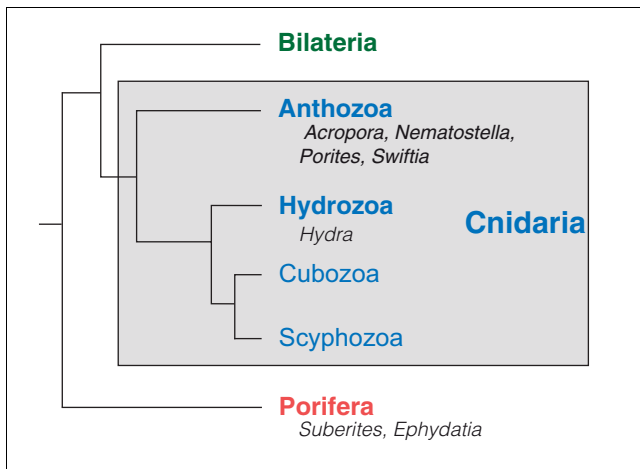 Bilateria
Anthozoa
Acropora, Nematostella,
Porites, Swiftia
Hydrozoa
Hydra
Cnidaria
Cubozoa
Scyphozoa
Porifera
Suberites, Ephydatia